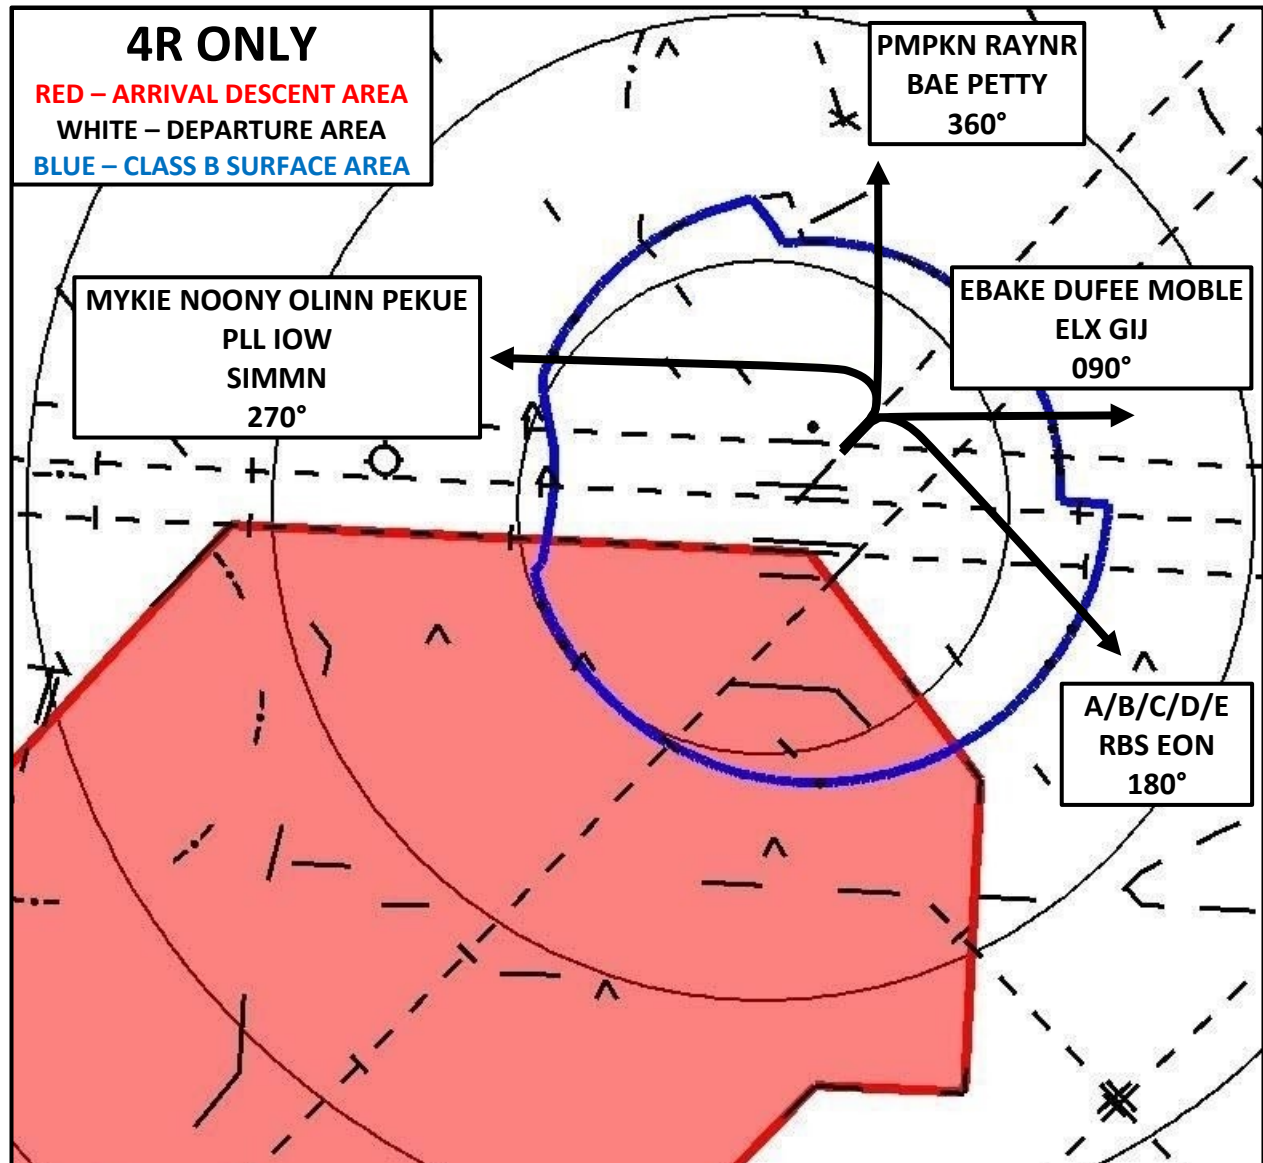 4R ONLY
RED – ARRIVAL DESCENT AREA
WHITE – DEPARTURE AREA
BLUE – CLASS B SURFACE AREA
PMPKN RAYNR
BAE PETTY
360°
MYKIE NOONY OLINN PEKUE
PLL IOW
SIMMN
270°
EBAKE DUFEE MOBLE
ELX GIJ
090°
A/B/C/D/E
RBS EON
180°